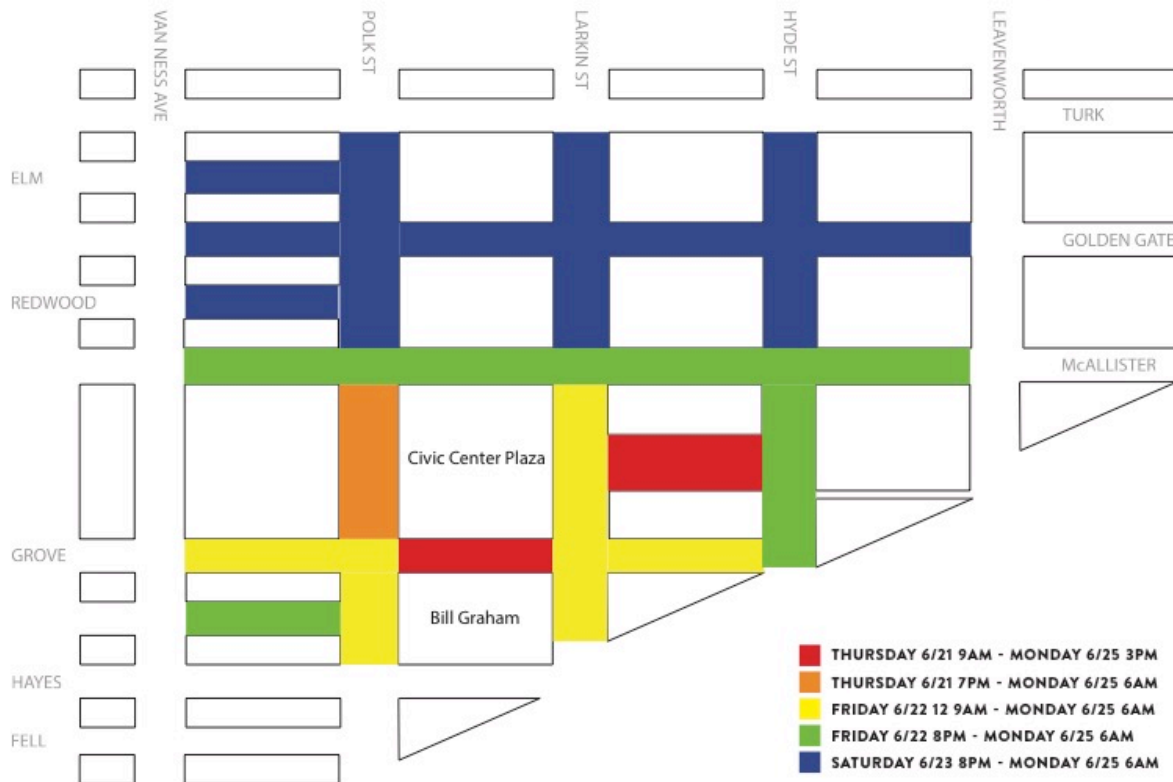 VAN NESS AVE
POLK ST
LARKIN ST
HYDE ST
LEAVENWORTH
TURK
ELM
GOLDEN GATE
REDWOOD
McALLISTER
Civic Center Plaza
GROVE
Bill Graham
HAYES
FELL
THURSDAY 6/21 9AM - MONDAY 6/25 3PM
THURSDAY 6/21 7PM - MONDAY 6/25 6AM
FRIDAY 6/22 12 9AM - MONDAY 6/25 6AM
FRIDAY 6/22 8PM - MONDAY 6/25 6AM
SATURDAY 6/23 8PM - MONDAY 6/25 6AM